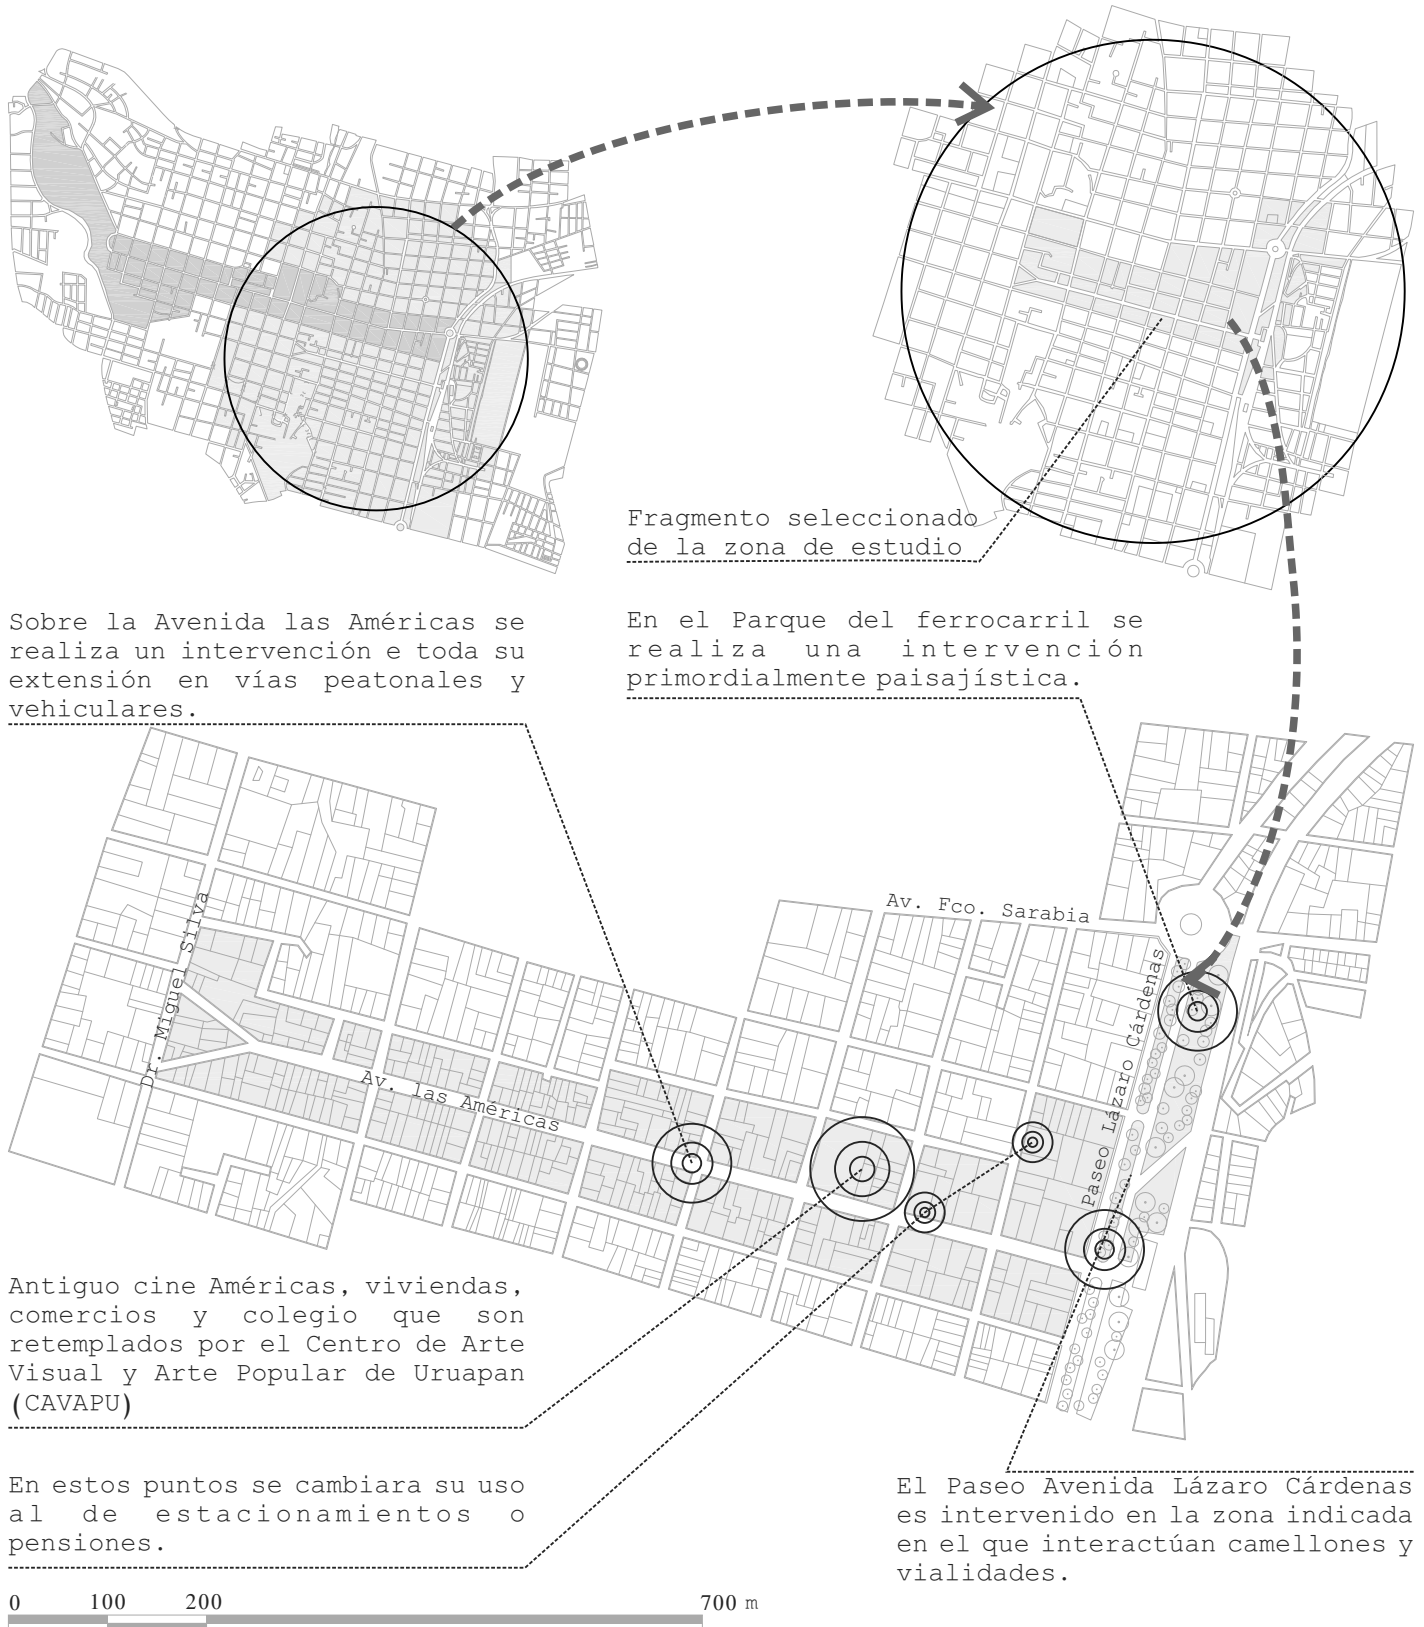 Fragmento seleccionado
de la zona de estudio
Sobre la Avenida las Américas se
realiza un intervención e toda su
extensión en vías peatonales y
vehiculares.
En el Parque del ferrocarril se
realiza una intervención
primordialmente paisajística.
Av. Fco. Sarabia
Dr. Miguel Silva
Av. las Américas
Paseo Lázaro Cárdenas
Antiguo cine Américas, viviendas,
comercios y colegio que son
retemplados por el Centro de Arte
Visual y Arte Popular de Uruapan
(CAVAPU)
En estos puntos se cambiara su uso
al de estacionamientos o
pensiones.
El Paseo Avenida Lázaro Cárdenas
es intervenido en la zona indicada
en el que interactúan camellones y
vialidades.
0 100 200 700 m